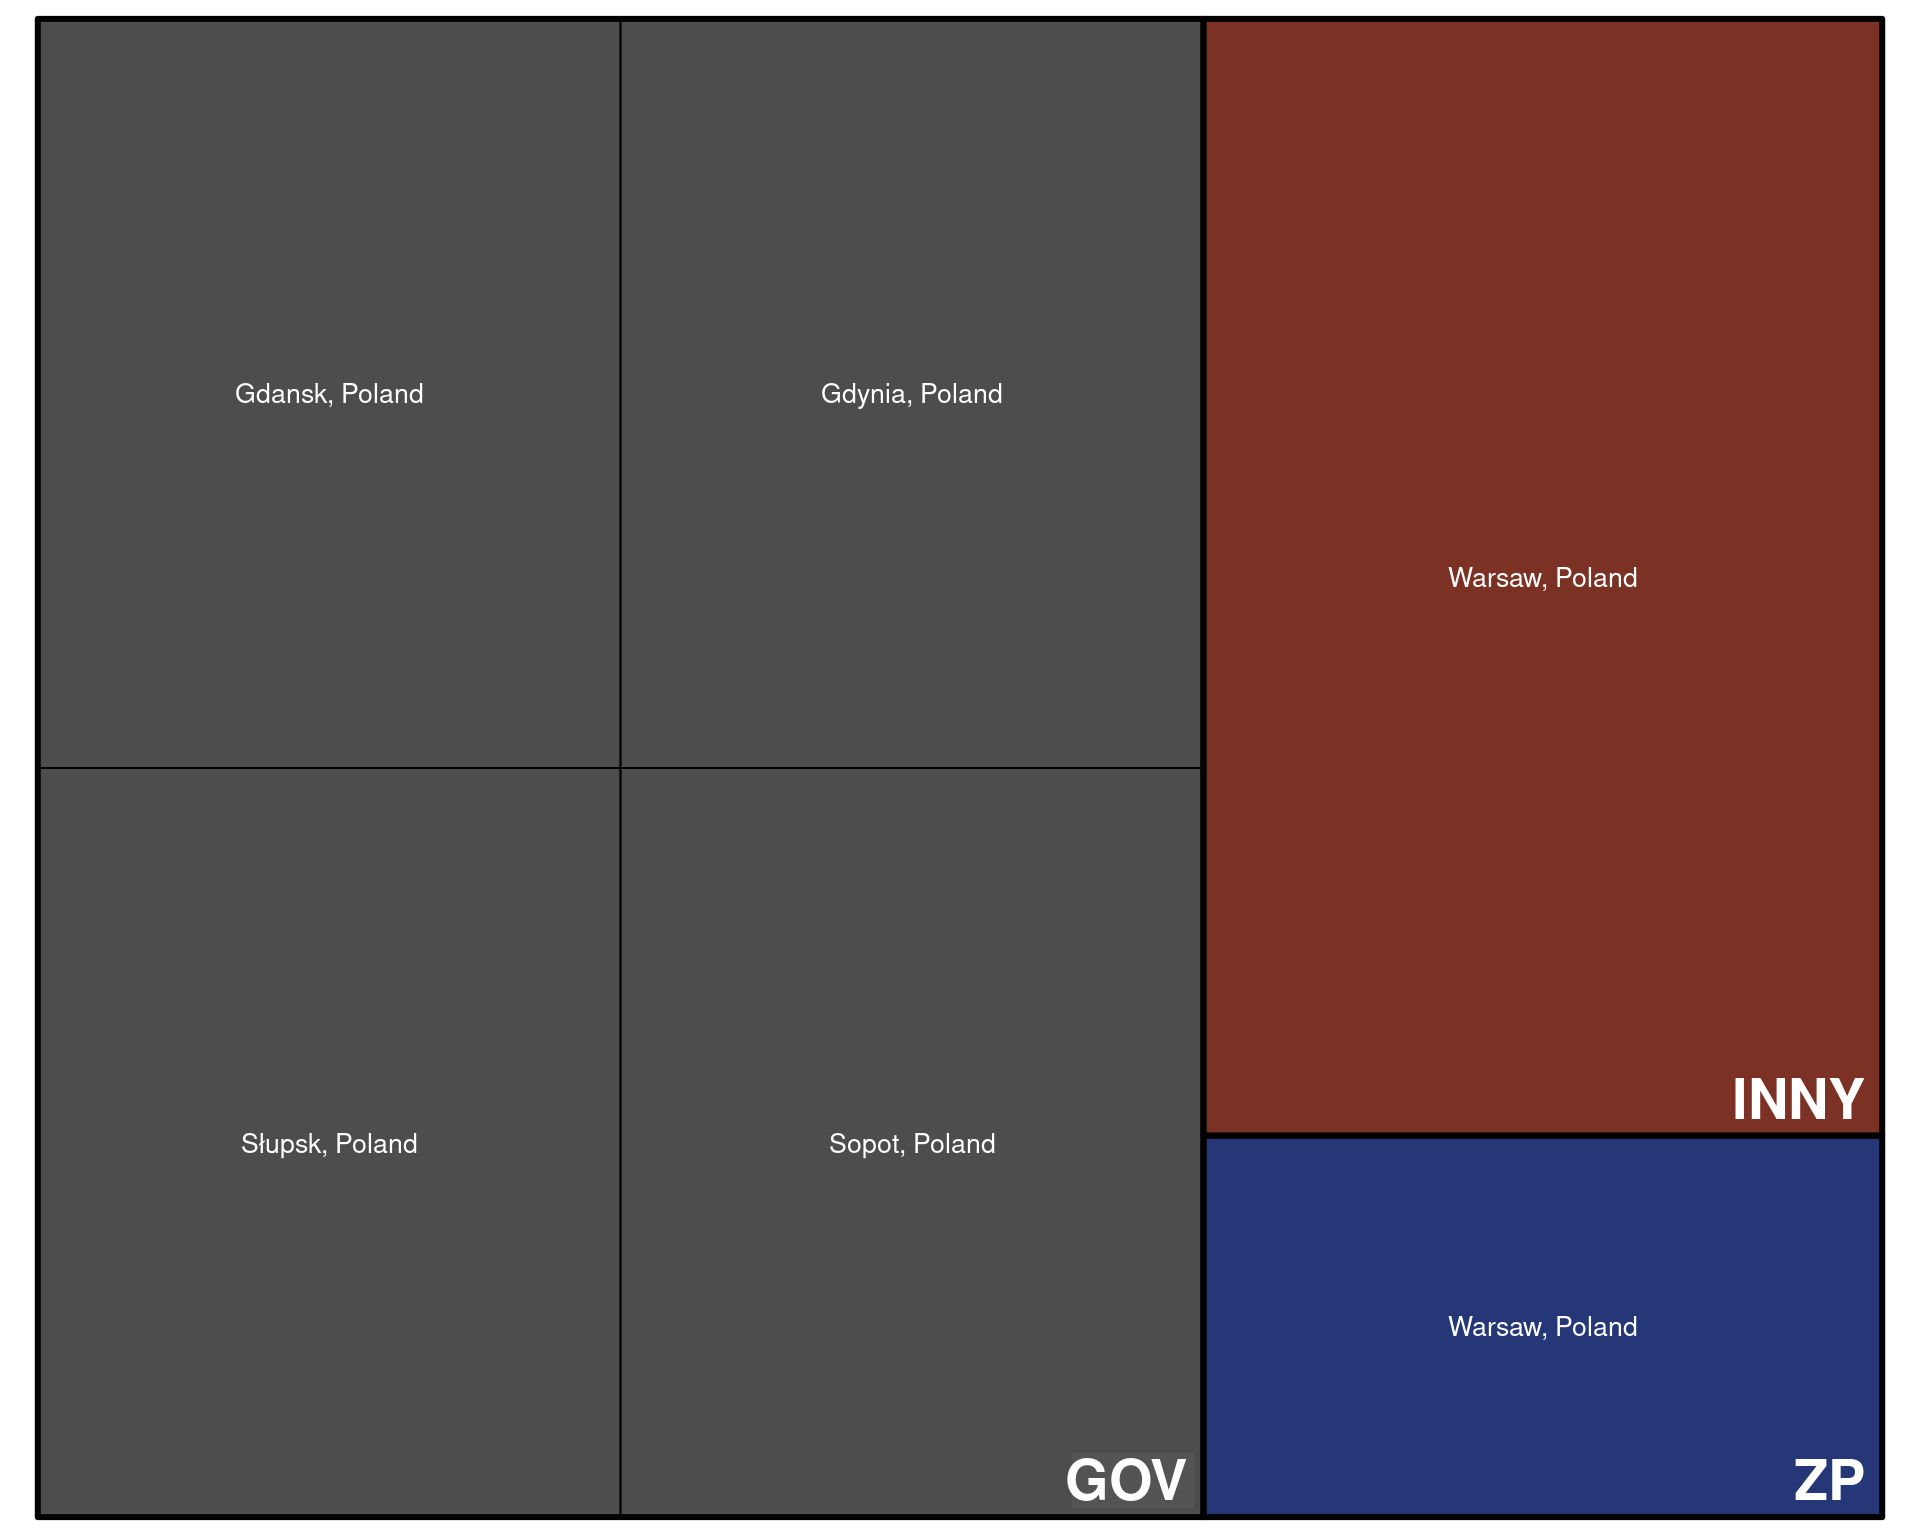 Gdansk, Poland
Gdynia, Poland
Słupsk, Poland
Sopot, Poland
GOV
Warsaw, Poland
INNY
Warsaw, Poland
ZP